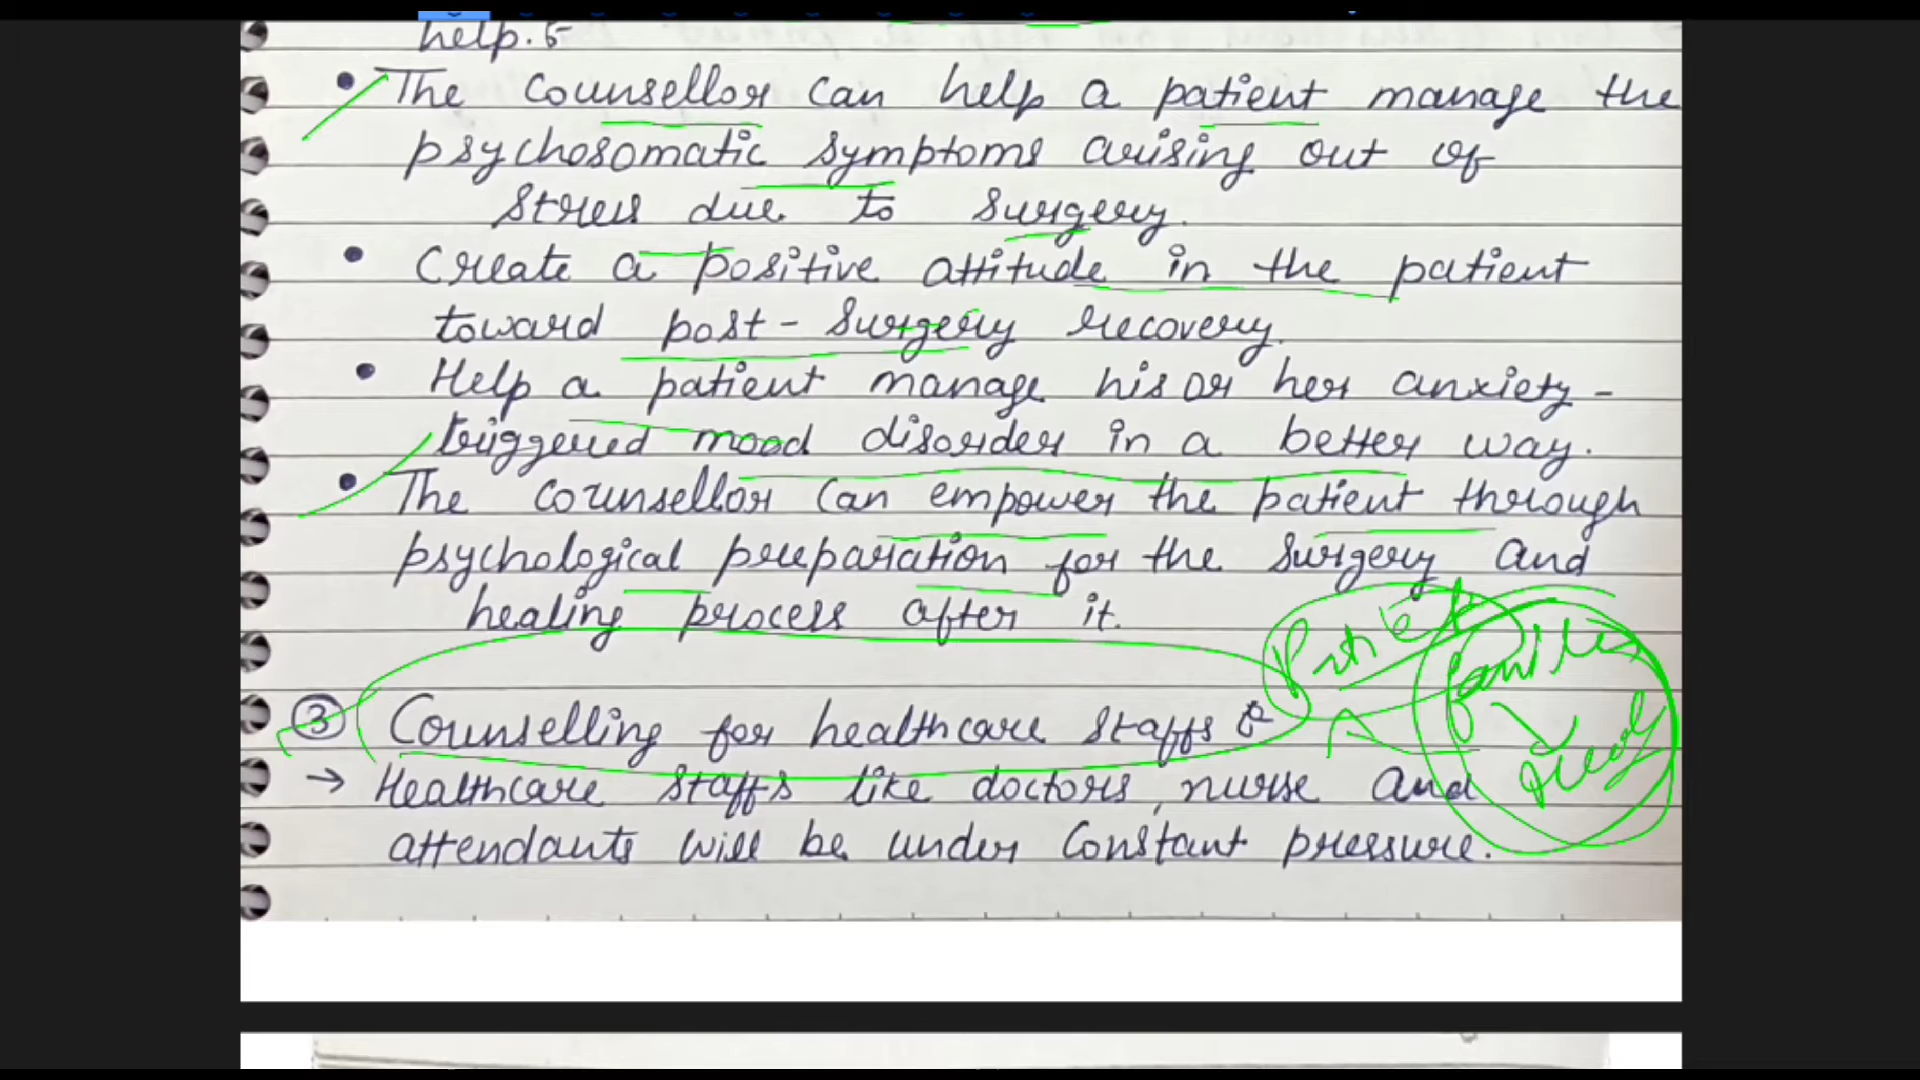 help.
• The counsellor can help a patient manage the
psychosomatic symptoms arising out of
stress due to surgery.
• Create a positive attitude in the patient
toward post-surgery recovery.
• Help a patient manage his or her anxiety-
triggered mood disorder in a better way.
• The counsellor can empower the patient through
psychological preparation for the surgery and
healing process after it.
Patient
families
③ Counselling for healthcare staffs
→ Healthcare staffs like doctors, nurse and
attendants will be under constant pressure.